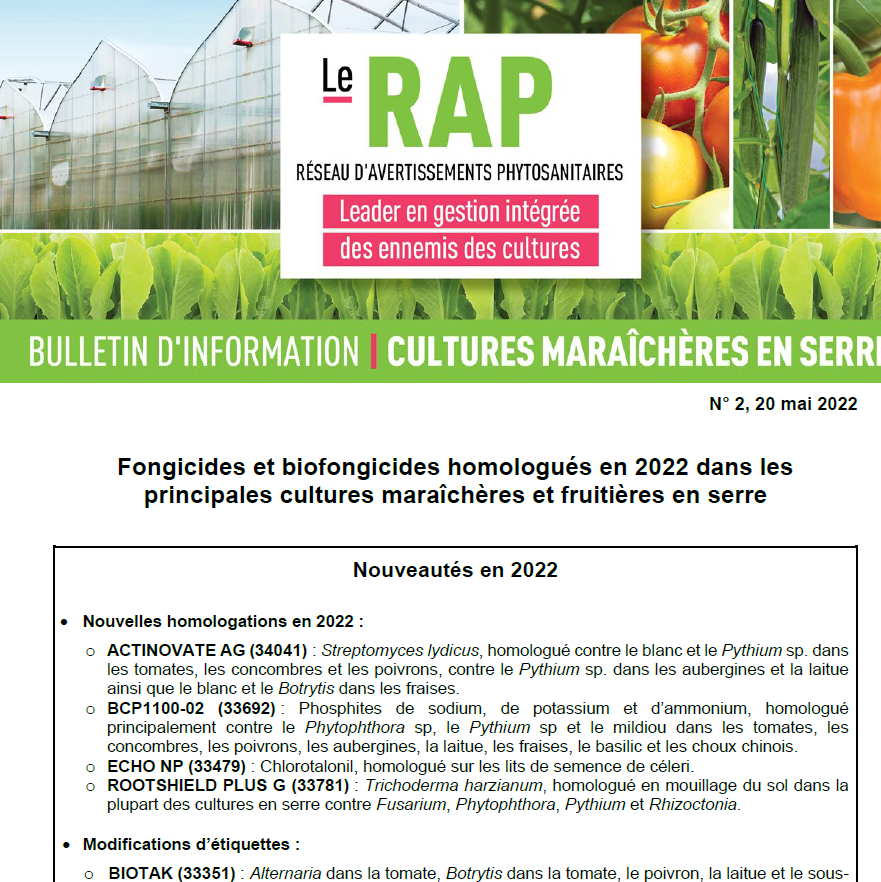 Le
RAP
RÉSEAU D'AVERTISSEMENTS PHYTOSANITAIRES
Leader en gestion intégrée
des ennemis des cultures
BULLETIN D'INFORMATION | CULTURES MARAÎCHÈRES EN SERRE
N° 2, 20 mai 2022
Fongicides et biofongicides homologués en 2022 dans les
principales cultures maraîchères et fruitières en serre
Nouveautés en 2022
• Nouvelles homologations en 2022 :
o ACTINOVATE AG (34041) : Streptomyces lydicus, homologué contre le blanc et le Pythium sp. dans
les tomates, les concombres et les poivrons, contre le Pythium sp. dans les aubergines et la laitue
ainsi que le blanc et le Botrytis dans les fraises.
o BCP1100-02 (33692) : Phosphites de sodium, de potassium et d’ammonium, homologué
principalement contre le Phytophthora sp, le Pythium sp et le mildiou dans les tomates, les
concombres, les poivrons, les aubergines, la laitue, les fraises, le basilic et les choux chinois.
o ECHO NP (33479) : Chlorotalonil, homologué sur les lits de semence de céleri.
o ROOTSHIELD PLUS G (33781) : Trichoderma harzianum, homologué en mouillage du sol dans la
plupart des cultures en serre contre Fusarium, Phytophthora, Pythium et Rhizoctonia.
• Modifications d’étiquettes :
o BIOTAK (33351) : Alternaria dans la tomate, Botrytis dans la tomate, le poivron, la laitue et le sous-